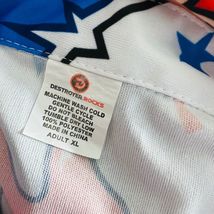 DESTROYER ROCKS
MACHINE WASH COLD
GENTLE CYCLE
DO NOT BLEACH
TUMBLE DRY LOW
100% POLYESTER
MADE IN CHINA
ADULT XL